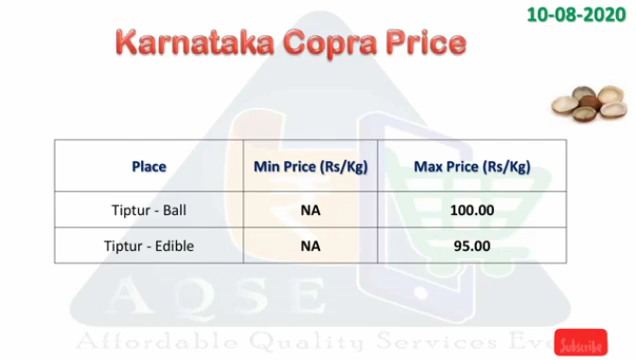 10-08-2020
Karnataka Copra Price
Place Min Price (Rs/Kg) Max Price (Rs/Kg)
Tiptur - Ball NA 100.00
Tiptur - Edible NA 95.00
AQSE
Affordable Quality Services
Subscribe